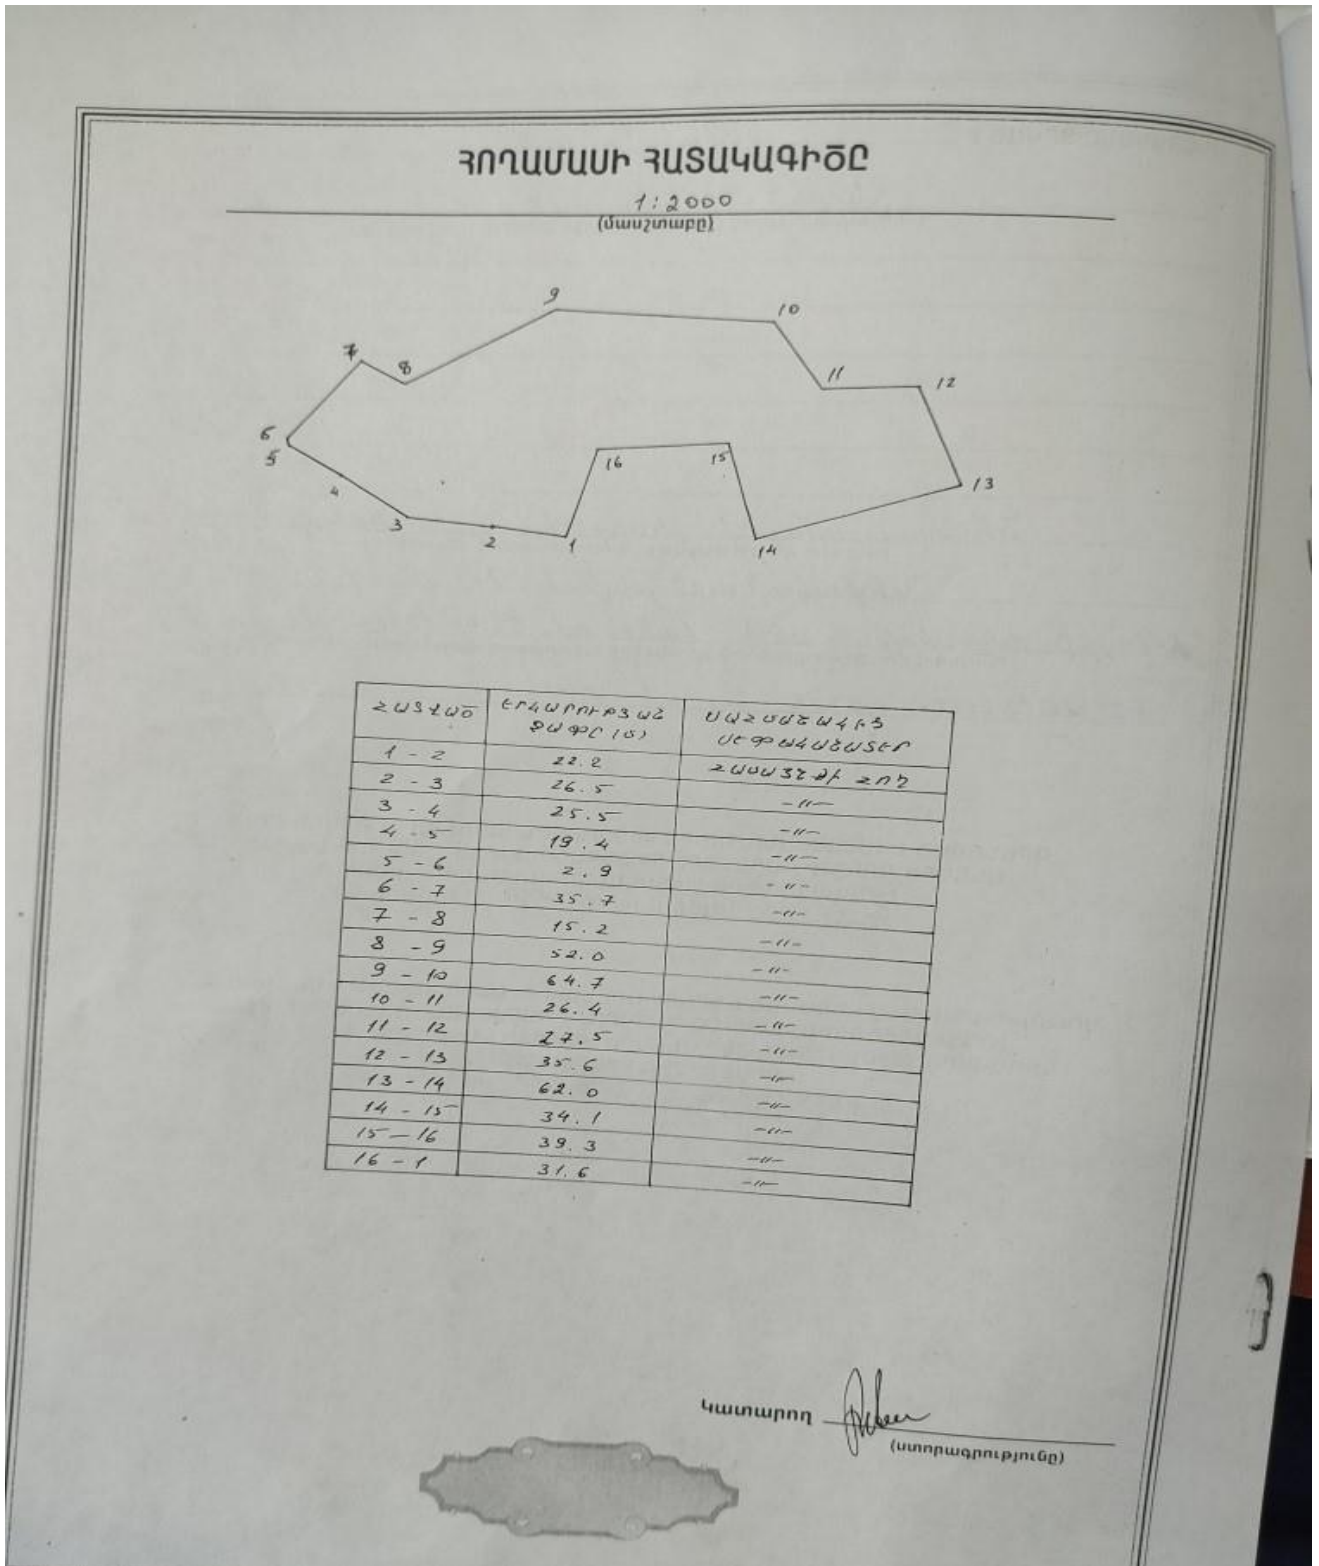 ՀՈՂԱՄԱՍԻ ՀԱՏԱԿԱԳԻԾԸ
1:2000
(մասշտաբը)
9
10
7
8
11
12
6
5
16
15
13
4
3
2
1
14
ՀԱՏՎԱԾ ԵՐԿԱՐՈՒԹՅԱՆ ՉԱՓԸ (Մ) ՍԱՀՄԱՆԱԿԻՑ ՍԵՓԱԿԱՆԱՏԵՐ
1 - 2 22.2 ՀԱՄԱՅՆՔԻ ՀՈՂ
2 - 3 26.5 -〃-
3 - 4 25.5 -〃-
4 - 5 19.4 -〃-
5 - 6 2.9 -〃-
6 - 7 35.7 -〃-
7 - 8 15.2 -〃-
8 - 9 52.0 -〃-
9 - 10 64.7 -〃-
10 - 11 26.4 -〃-
11 - 12 27.5 -〃-
12 - 13 35.6 -〃-
13 - 14 62.0 -〃-
14 - 15 34.1 -〃-
15 - 16 39.3 -〃-
16 - 1 31.6 -〃-
Կատարող
(ստորագրությունը)